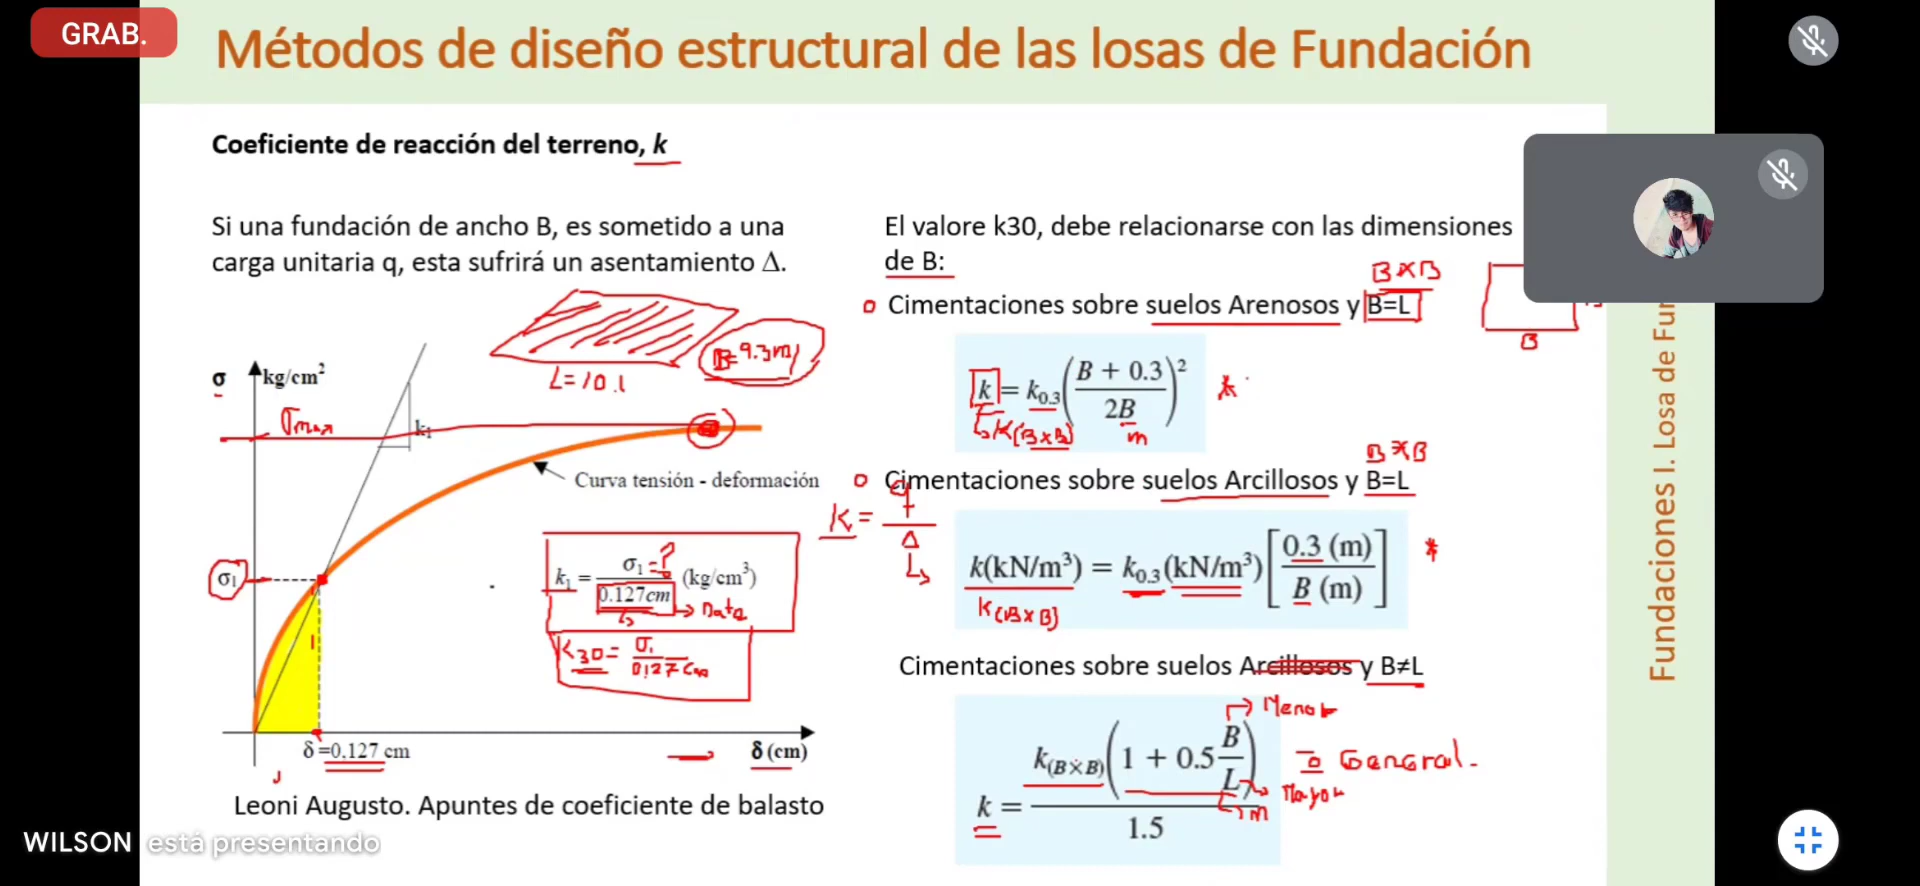 GRAB.
Métodos de diseño estructural de las losas de Fundación
Coeficiente de reacción del terreno, k
Si una fundación de ancho B, es sometido a una
carga unitaria q, esta sufrirá un asentamiento Δ.
L=10.1
B=9.3m
σ
kg/cm²
σmax
k₁
Curva tensión - deformación
σ₁
k₁ = σ₁ / 0.127cm (kg/cm³)
=?
→ Dato
K30 = σ₁ / 0,127 cm
δ =0.127 cm
δ (cm)
Leoni Augusto. Apuntes de coeficiente de balasto
El valore k30, debe relacionarse con las dimensiones
de B:
B×B
Cimentaciones sobre suelos Arenosos y B=L
B
k = k₀.₃ ((B + 0.3) / 2B)²
K(B×B)
m
B×B
Cimentaciones sobre suelos Arcillosos y B=L
K = q / Δ
k(kN/m³) = k₀.₃ (kN/m³) [0.3 (m) / B (m)]
K(B×B)
Cimentaciones sobre suelos Arcillosos y B≠L
→ Menor
k = k(B×B) (1 + 0.5 B/L) / 1.5
General.
Mayor
m
Fundaciones I. Losa de Fun
WILSON está presentando